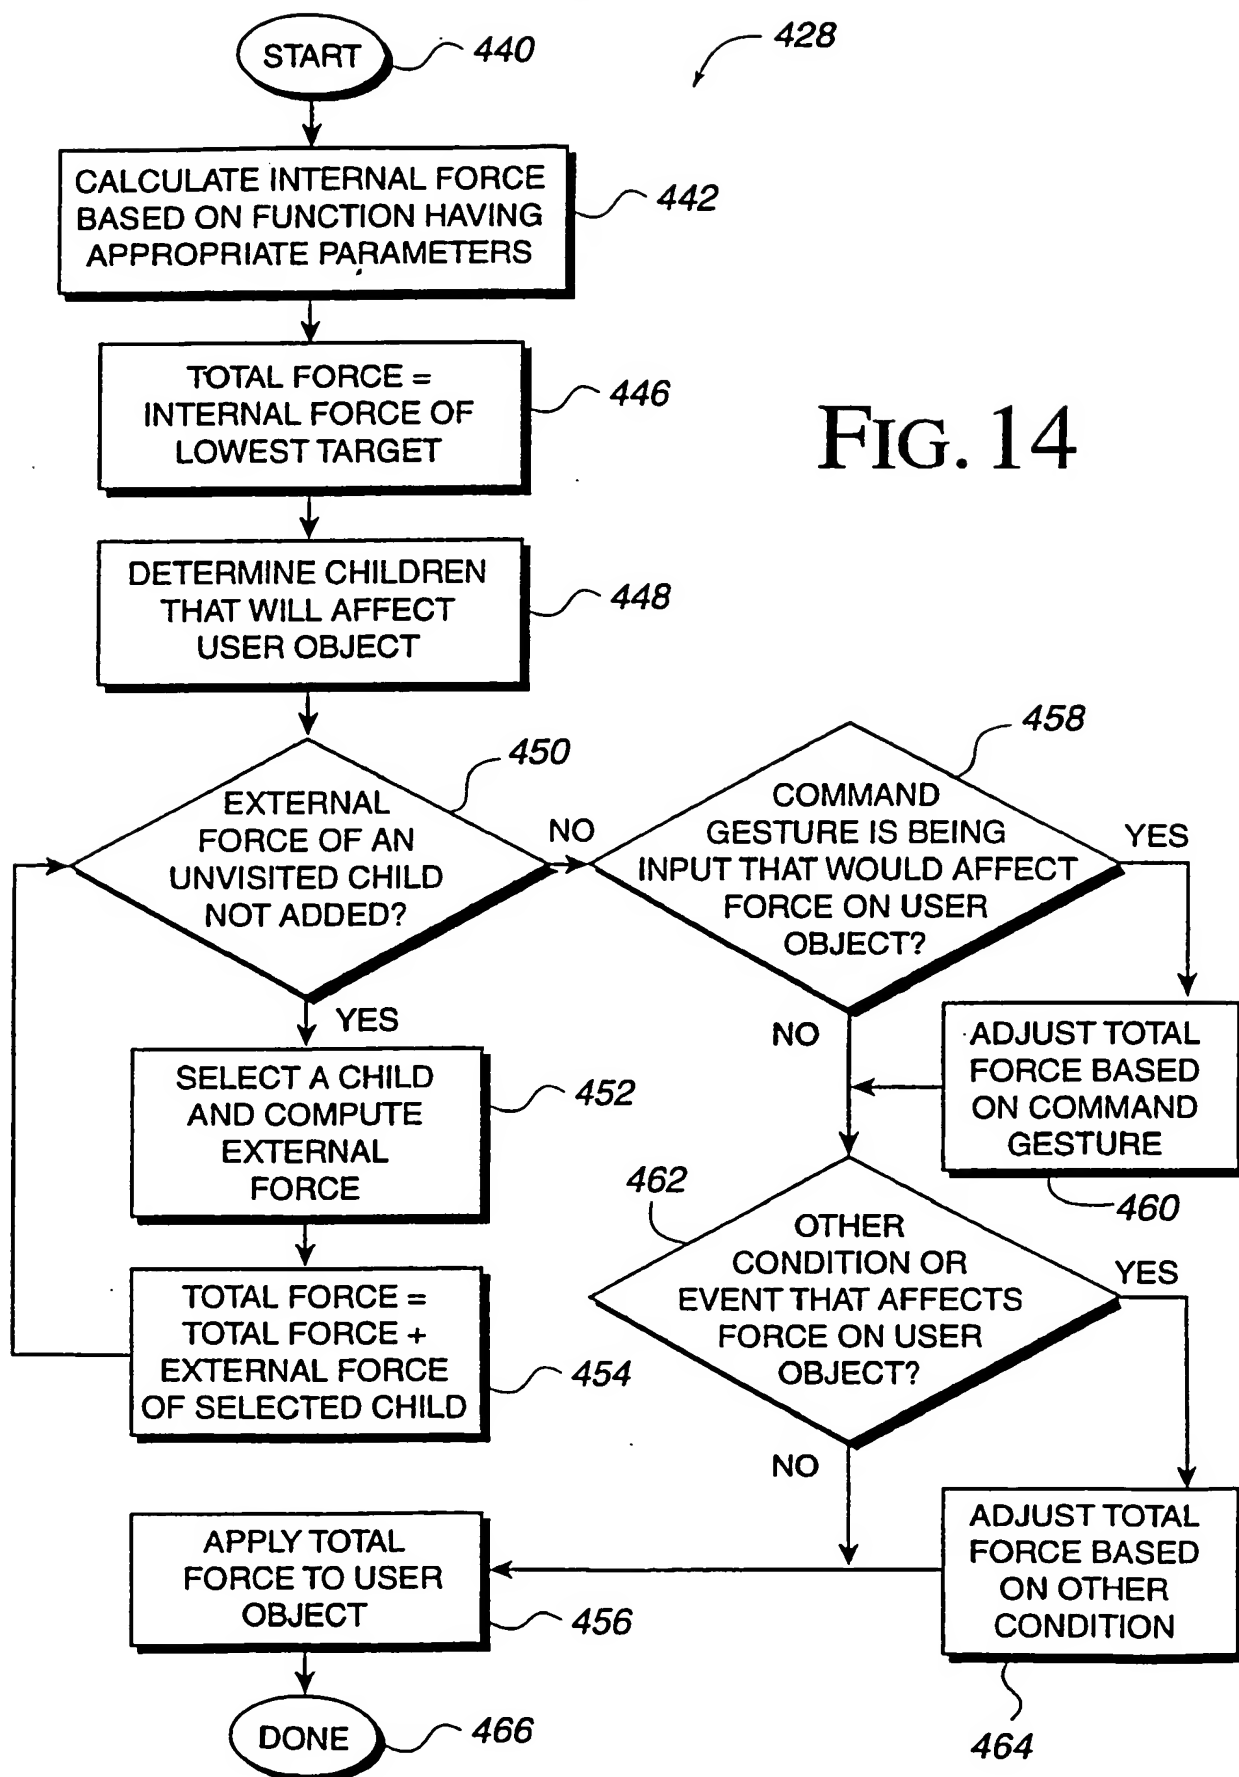 START
440
428
CALCULATE INTERNAL FORCE
BASED ON FUNCTION HAVING
APPROPRIATE PARAMETERS
442
TOTAL FORCE =
INTERNAL FORCE OF
LOWEST TARGET
446
FIG. 14
DETERMINE CHILDREN
THAT WILL AFFECT
USER OBJECT
448
EXTERNAL
FORCE OF AN
UNVISITED CHILD
NOT ADDED?
450
NO
YES
COMMAND
GESTURE IS BEING
INPUT THAT WOULD AFFECT
FORCE ON USER
OBJECT?
458
YES
NO
SELECT A CHILD
AND COMPUTE
EXTERNAL
FORCE
452
ADJUST TOTAL
FORCE BASED
ON COMMAND
GESTURE
460
TOTAL FORCE =
TOTAL FORCE +
EXTERNAL FORCE
OF SELECTED CHILD
454
462
OTHER
CONDITION OR
EVENT THAT AFFECTS
FORCE ON USER
OBJECT?
YES
NO
APPLY TOTAL
FORCE TO USER
OBJECT
456
ADJUST TOTAL
FORCE BASED
ON OTHER
CONDITION
464
DONE
466